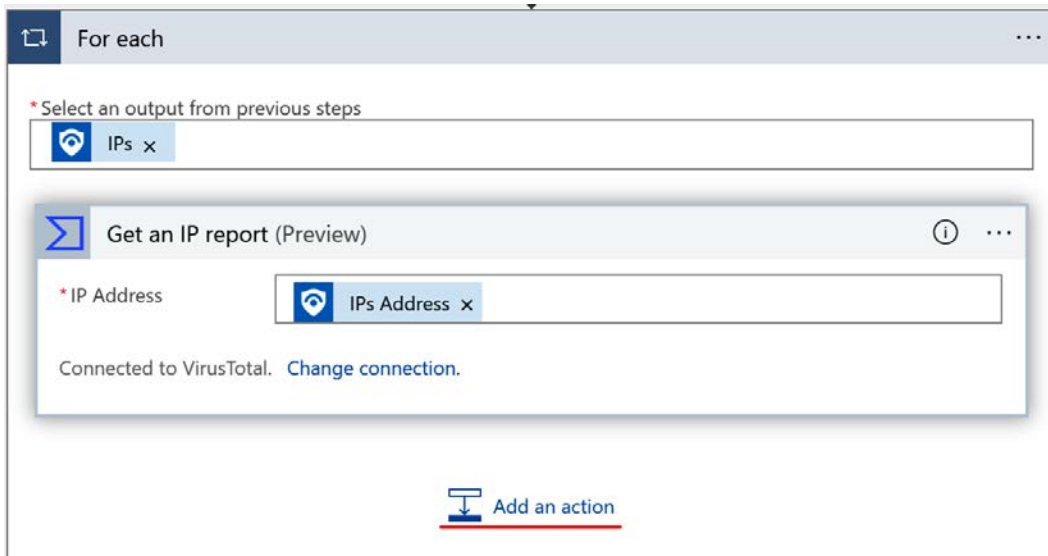 For each
* Select an output from previous steps
IPs ×
Get an IP report (Preview)
* IP Address
IPs Address ×
Connected to VirusTotal. Change connection.
Add an action